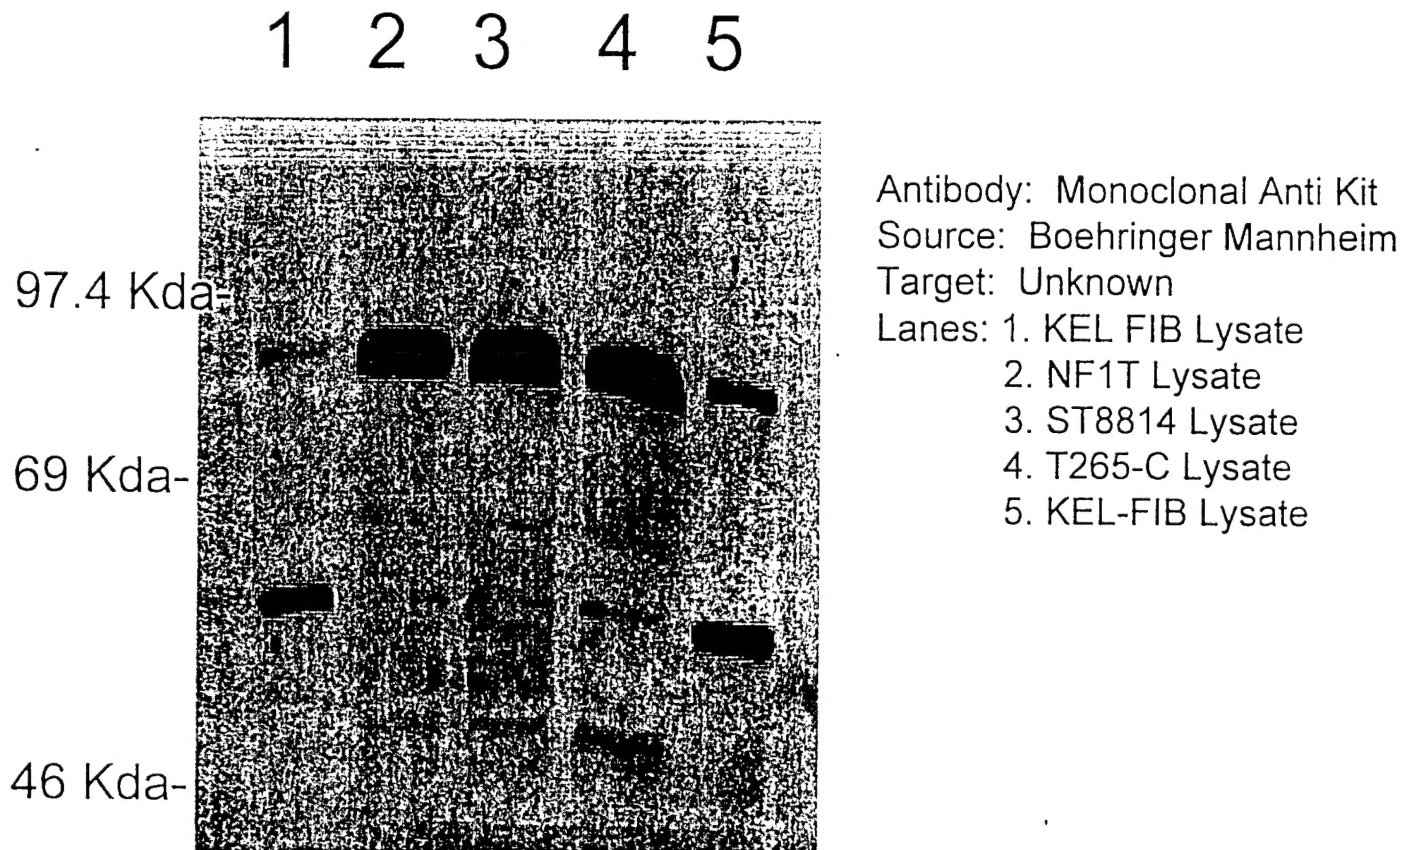 1 2 3 4 5
Antibody: Monoclonal Anti Kit
Source: Boehringer Mannheim
97.4 Kda-
Target: Unknown
Lanes: 1. KEL FIB Lysate
2. NF1T Lysate
3. ST8814 Lysate
69 Kda-
4. T265-C Lysate
5. KEL-FIB Lysate
46 Kda-